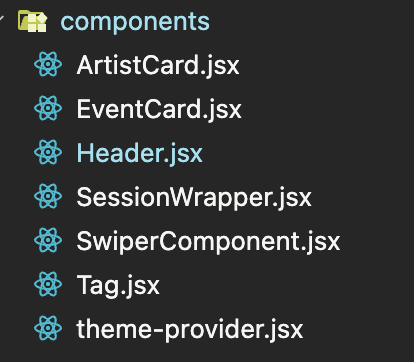 components
ArtistCard.jsx
EventCard.jsx
Header.jsx
SessionWrapper.jsx
SwiperComponent.jsx
Tag.jsx
theme-provider.jsx